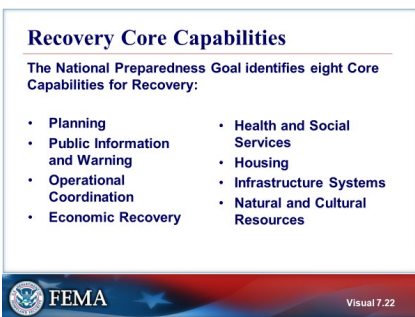 Recovery Core Capabilities
The National Preparedness Goal identifies eight Core
Capabilities for Recovery:
• Planning
• Public Information
and Warning
• Operational
Coordination
• Economic Recovery
• Health and Social
Services
• Housing
• Infrastructure Systems
• Natural and Cultural
Resources
FEMA
Visual 7.22